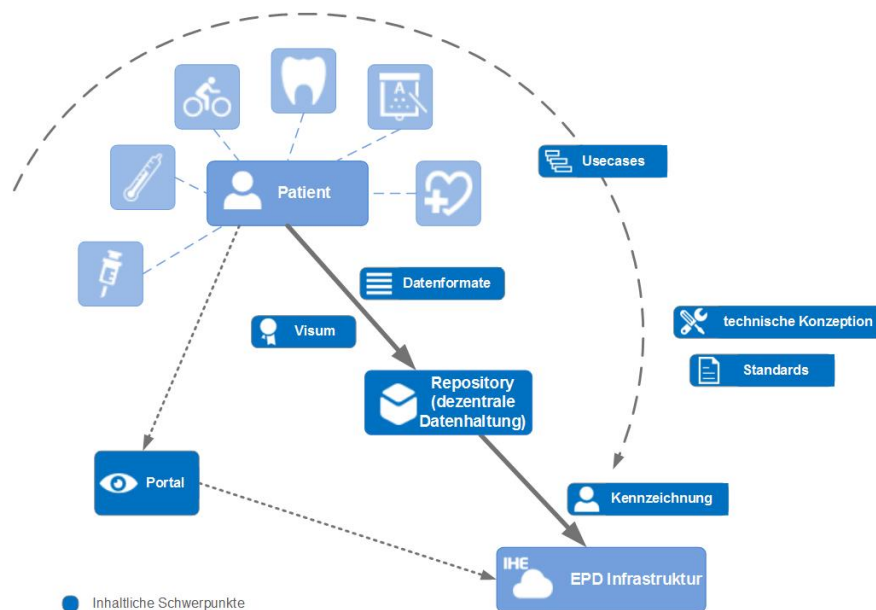 A
Usecases
Patient
Datenformate
technische Konzeption
Visum
Standards
Repository
(dezentrale
Datenhaltung)
Portal
Kennzeichnung
IHE
EPD Infrastruktur
Inhaltliche Schwerpunkte